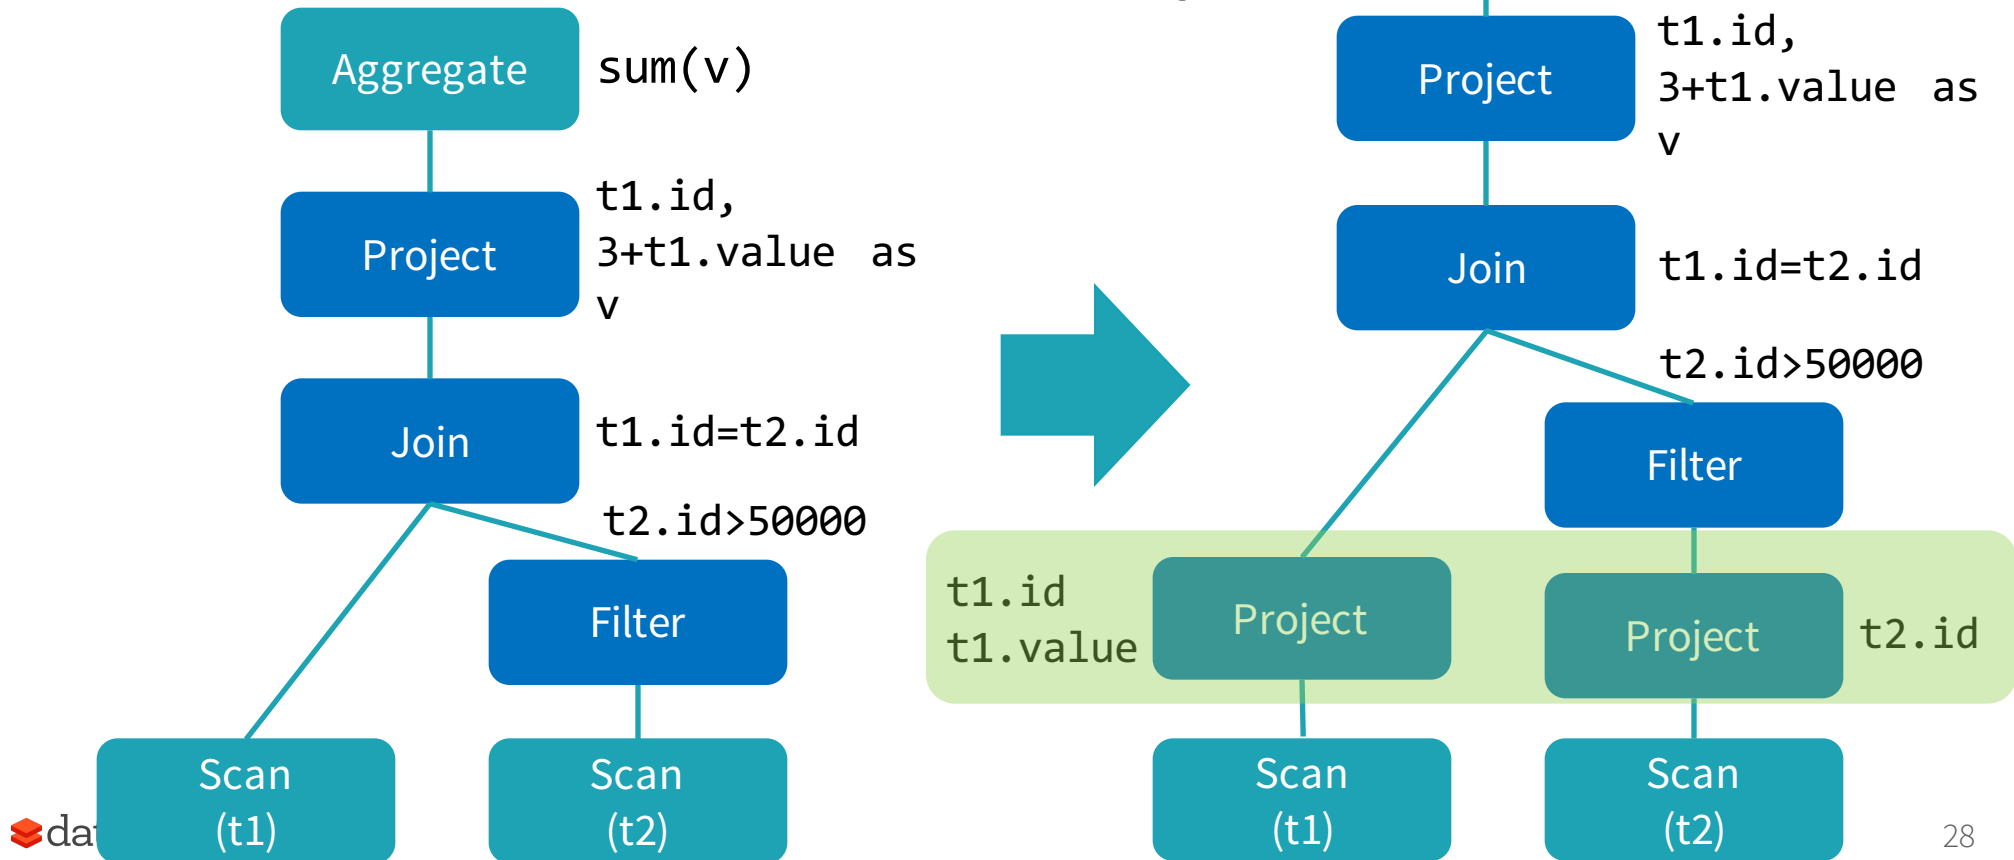 Aggregate
sum(v)
Project
t1.id,
3+t1.value as
v
Join
t1.id=t2.id
t2.id>50000
Filter
Scan
(t1)
Scan
(t2)
Project
t1.id,
3+t1.value as
v
Join
t1.id=t2.id
t2.id>50000
Filter
t1.id
t1.value
Project
Project
t2.id
Scan
(t1)
Scan
(t2)
28